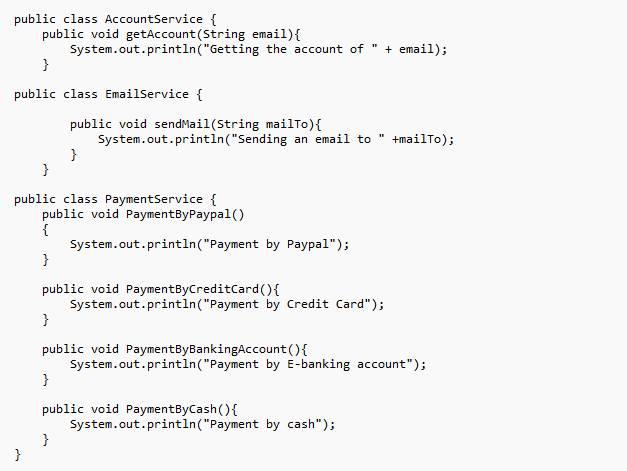 public class AccountService {
    public void getAccount(String email){
        System.out.println("Getting the account of " + email);
    }

public class EmailService {

        public void sendMail(String mailTo){
            System.out.println("Sending an email to " +mailTo);
        }
    }

public class PaymentService {
    public void PaymentByPaypal()
    {
        System.out.println("Payment by Paypal");
    }

    public void PaymentByCreditCard(){
        System.out.println("Payment by Credit Card");
    }

    public void PaymentByBankingAccount(){
        System.out.println("Payment by E-banking account");
    }

    public void PaymentByCash(){
        System.out.println("Payment by cash");
    }
}